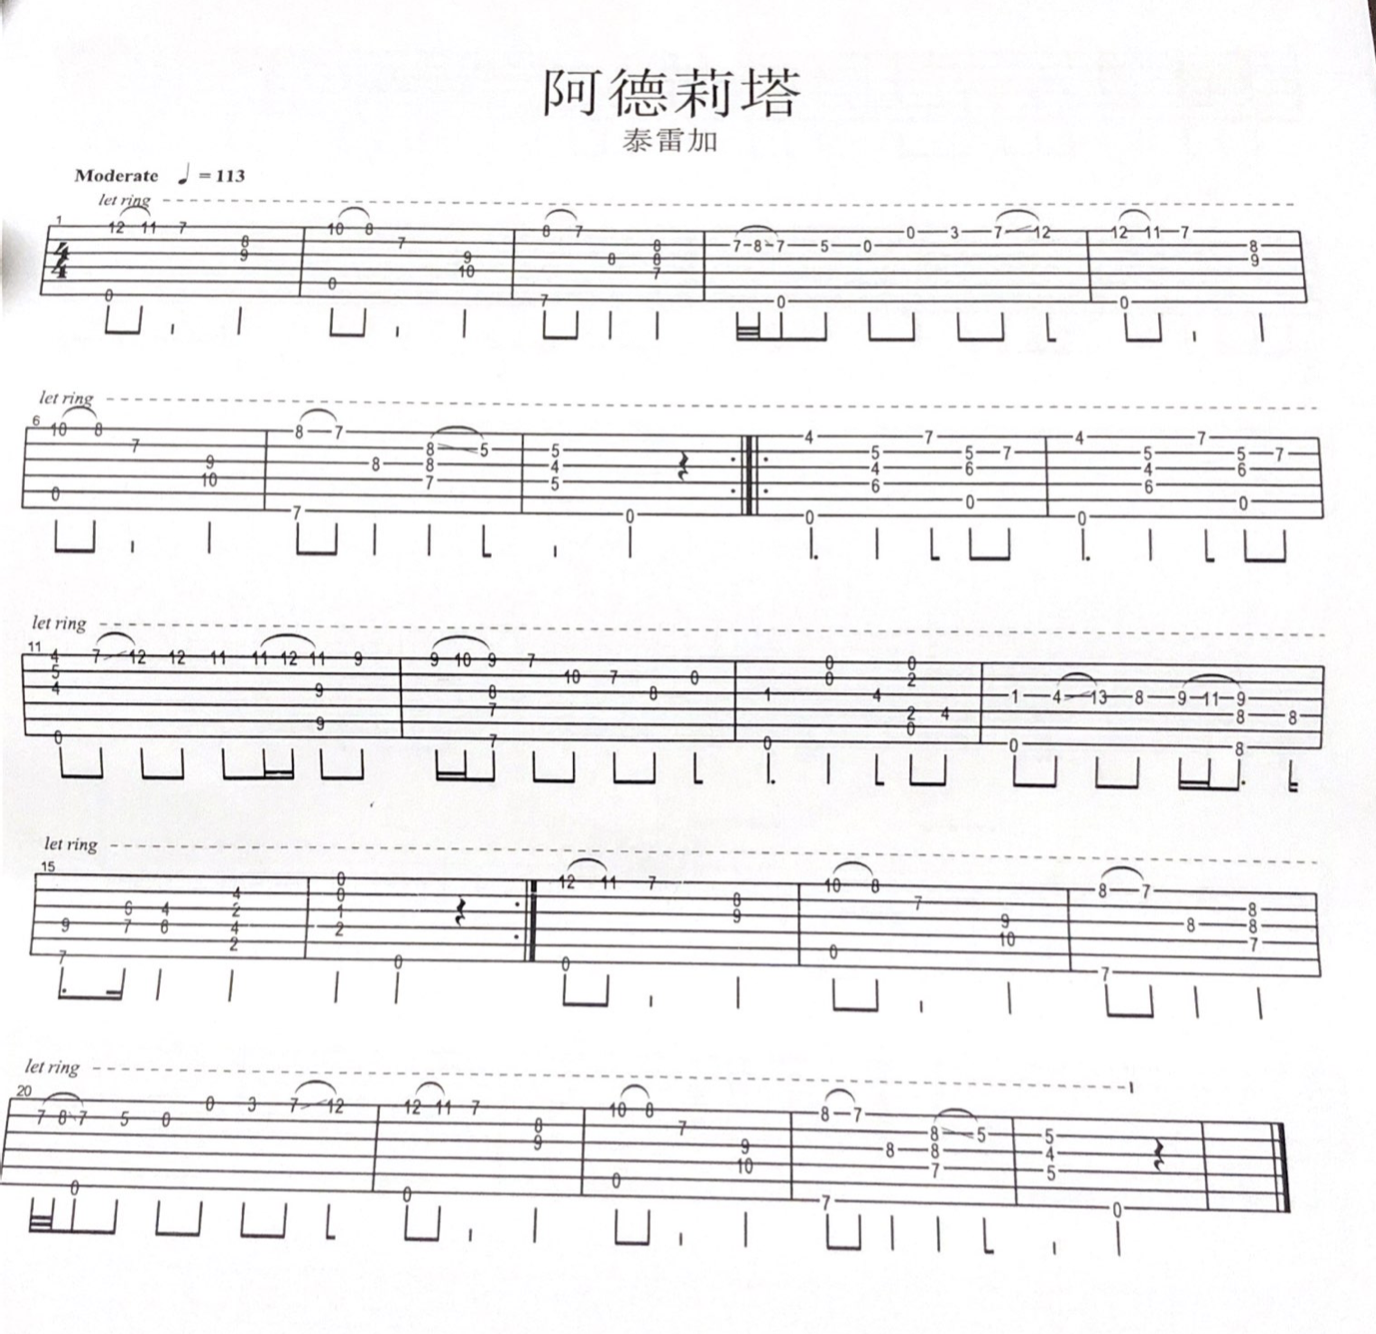 阿德莉塔
泰雷加
Moderate ♩ = 113
let ring
1
4
4
12 11 7 8 9 0
10 8 7 9 10 0
8 7 8 8 8 7 7
7 8 7 5 0 0 3 7 12 0
12 11 7 8 9 0
let ring
6
10 8 7 9 10 0
8 7 8 8 8 7 5 7
5 4 5 0
4 5 4 6 7 5 6 0 7 0
4 5 4 6 7 5 6 0 7 0
let ring
11
4 5 4 0 7 12 12 11 11 12 11 9 9 9
9 10 9 8 7 7 7 10 7 8 0
1 0 0 0 4 0 2 2 0 4
1 0 4 13 8 9 11 9 8 8 8
let ring
15
9 7 6 7 4 6 4 2 4 2
0 0 1 2 0
12 11 7 8 9 0
10 8 7 9 10 0
8 7 8 8 8 7 7
let ring
20
7 8 7 5 0 0 3 7 12 0
12 11 7 8 9 0
10 8 7 9 10 0
8 7 8 8 8 7 5 7
5 4 5 0